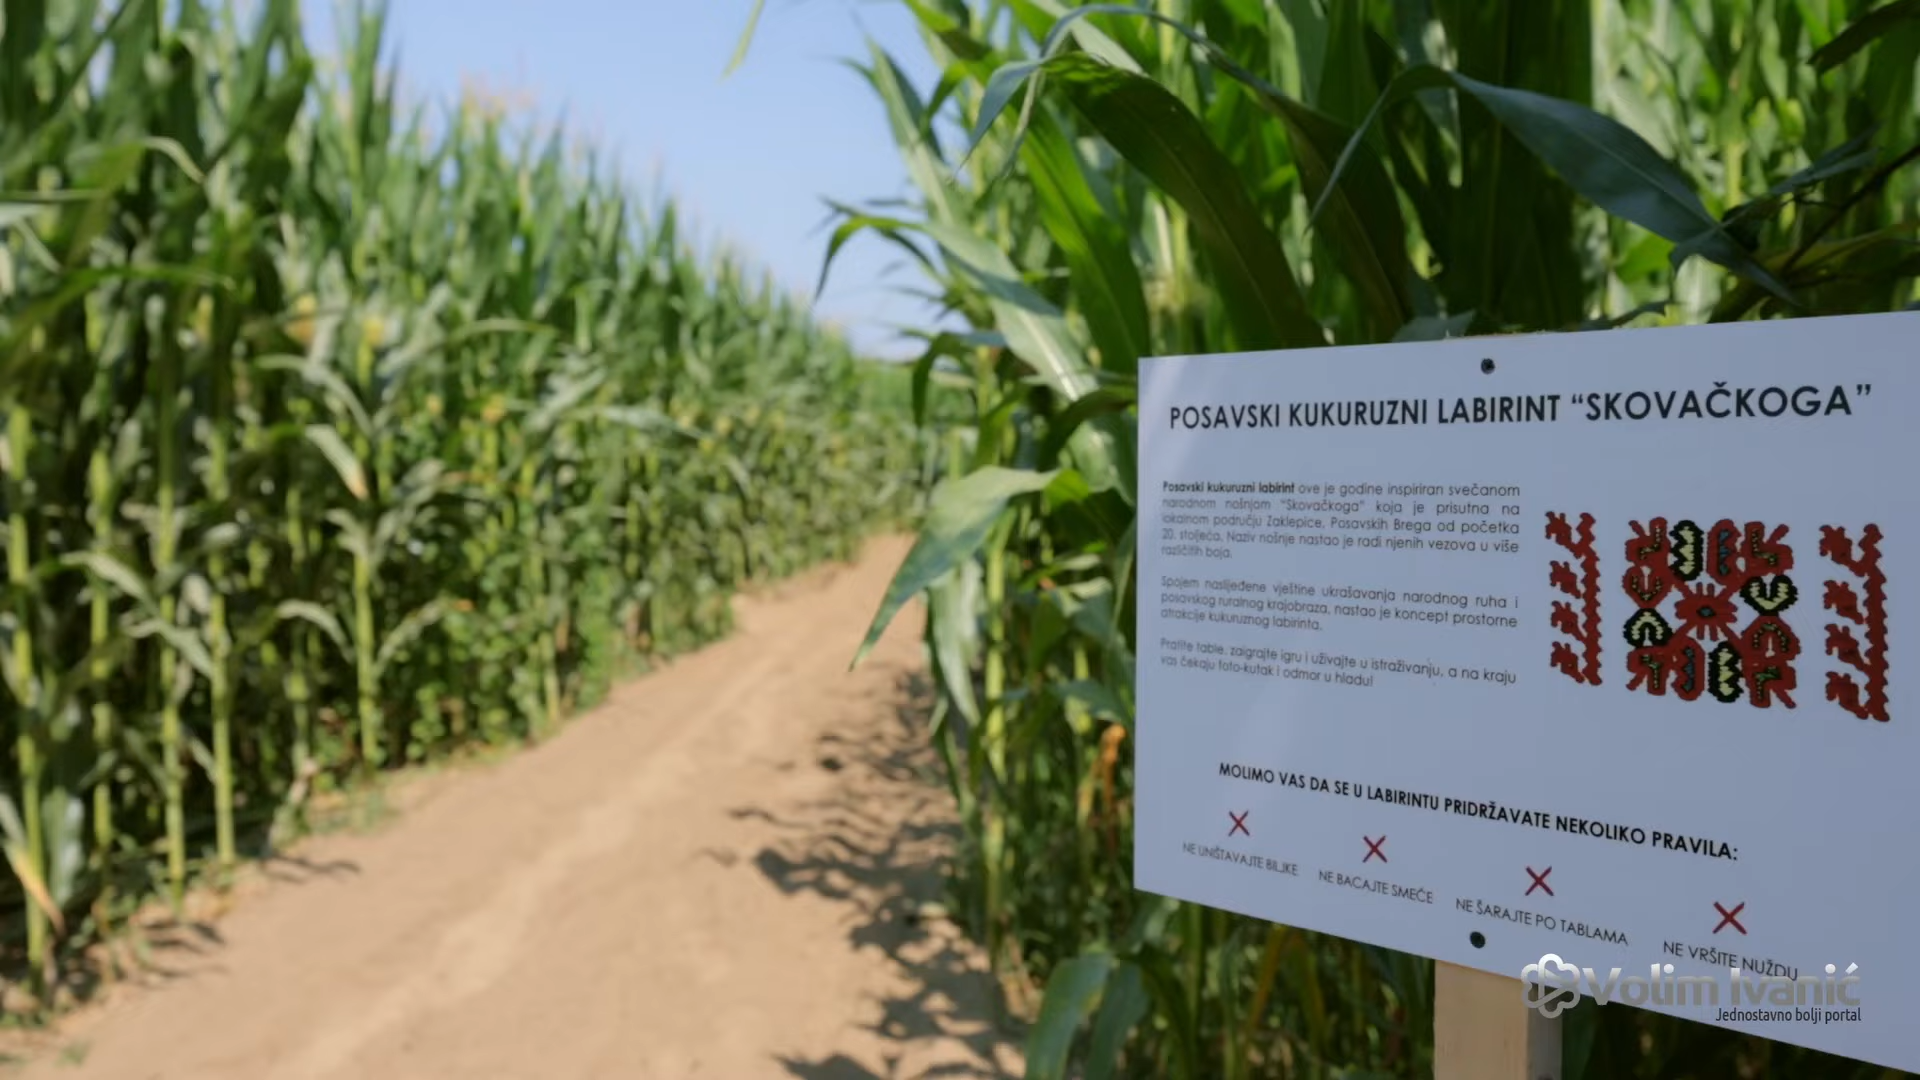 POSAVSKI KUKURUZNI LABIRINT “SKOVAČKOGA”
Posavski kukuruzni labirint ove je godine inspiriran svečanom
narodnom nošnjom “Skovačkoga” koja je prisutna na
lokalnom području Zaklepice, Posavskih Brega od početka
20. stoljeća. Naziv nošnje nastao je radi njenih vezova u više
različitih boja.
Spojem naslijeđene vještine ukrašavanja narodnog ruha i
posavskog ruralnog krajobraza, nastao je koncept prostorne
atrakcije kukuruznog labirinta.
Pratite table, zaigrajte igru i uživajte u istraživanju, a na kraju
vas čekaju foto-kutak i odmor u hladu!
MOLIMO VAS DA SE U LABIRINTU PRIDRŽAVATE NEKOLIKO PRAVILA:
NE UNIŠTAVAJTE BILJKE
NE BACAJTE SMEĆE
NE ŠARAJTE PO TABLAMA
NE VRŠITE NUŽDU
Volim Ivanić
Jednostavno bolji portal